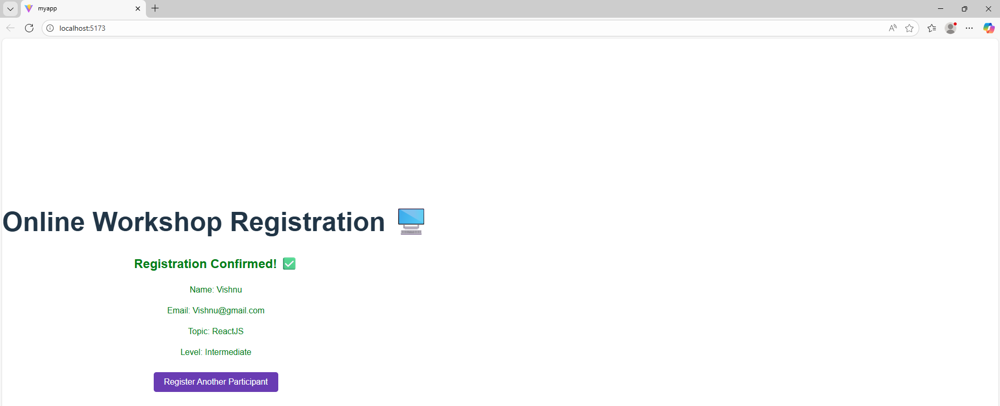 myapp
localhost:5173
Online Workshop Registration
Registration Confirmed!
Name: Vishnu
Email: Vishnu@gmail.com
Topic: ReactJS
Level: Intermediate
Register Another Participant